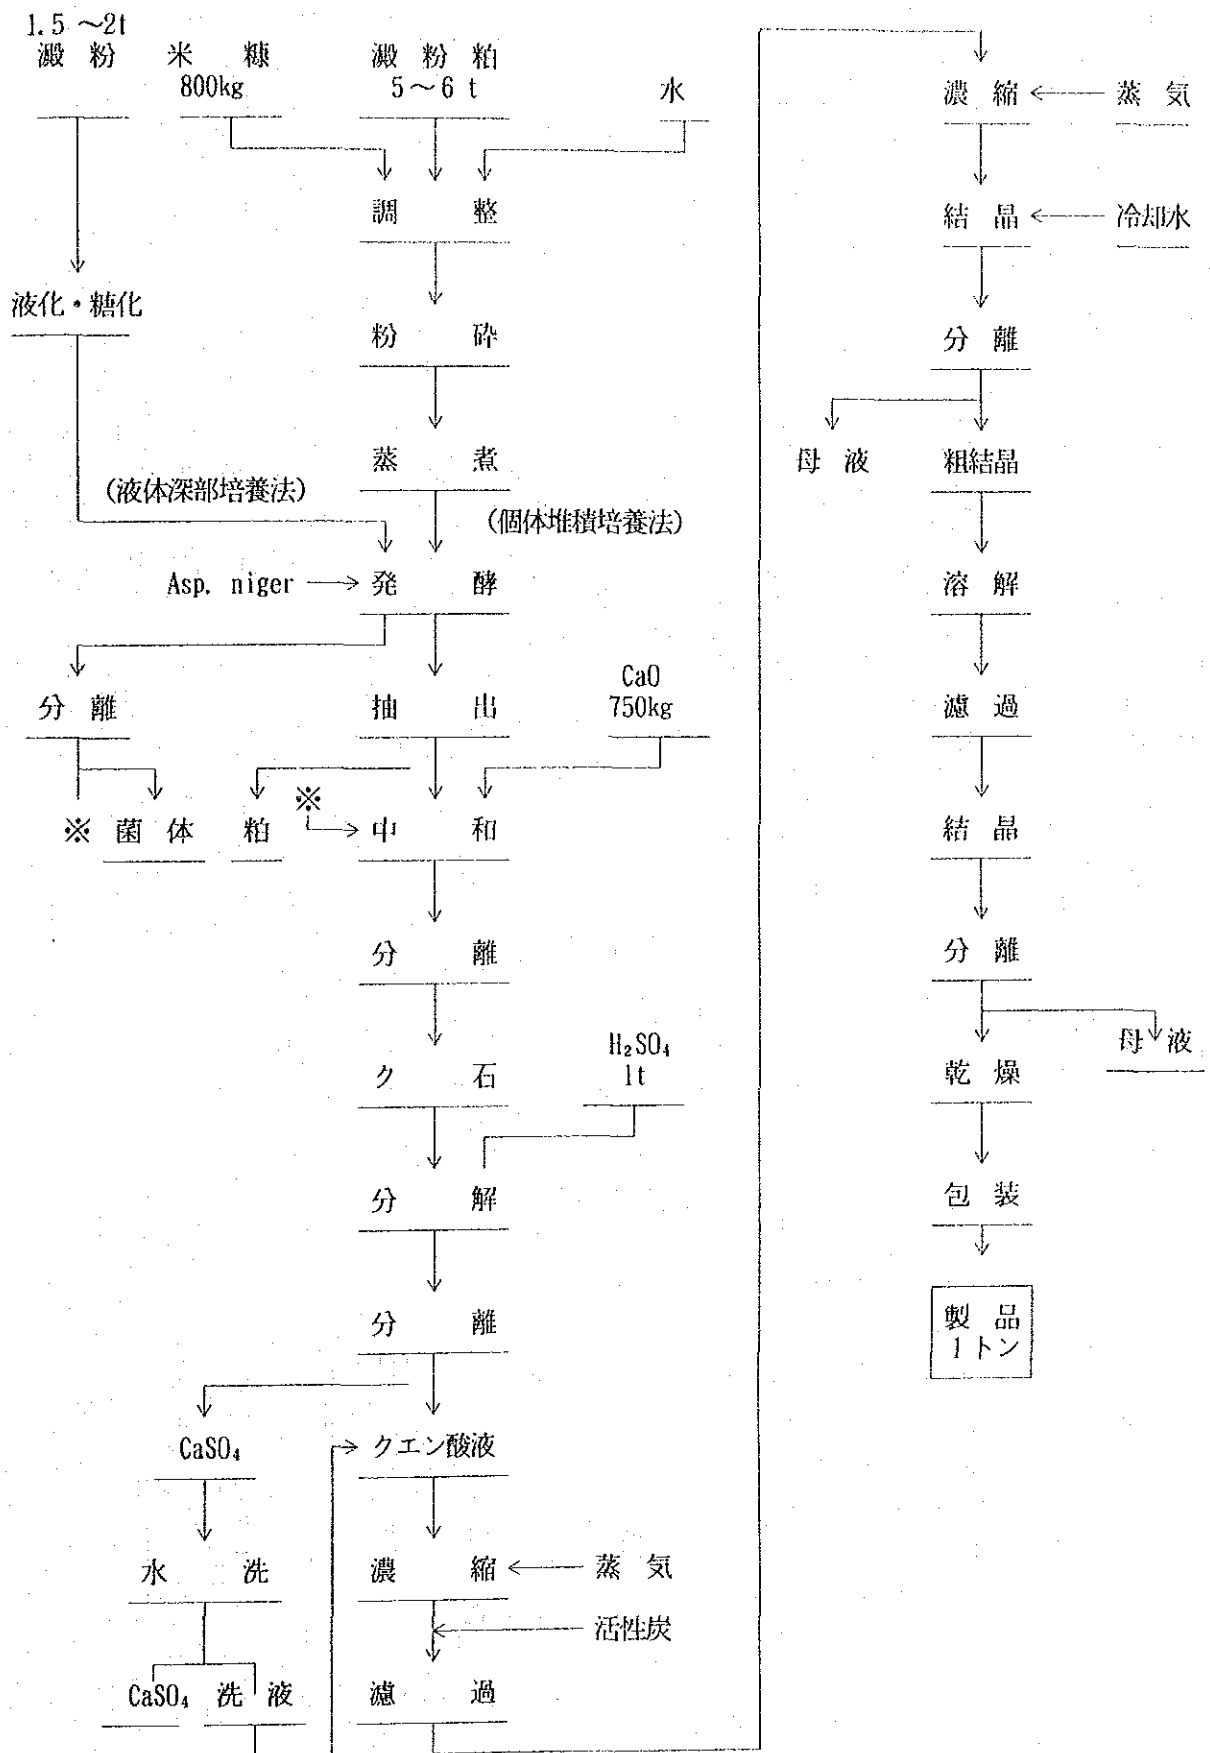 1.5 ～2t
澱 粉
米 糠
800kg
澱 粉 粕
5～6 t
水
調 整
液化・糖化
粉 砕
蒸 煮
(液体深部培養法)
(個体堆積培養法)
Asp. niger
発 酵
分 離
抽 出
CaO
750kg
※
菌 体
粕
※
中 和
分 離
ク 石
H₂SO₄
1t
分 解
分 離
CaSO₄
クエン酸液
水 洗
濃 縮
蒸 気
活性炭
CaSO₄
洗 液
濾 過
濃 縮
蒸 気
結 晶
冷却水
分 離
母 液
粗結晶
溶 解
濾 過
結 晶
分 離
母 液
乾 燥
包 装
製 品
1 トン